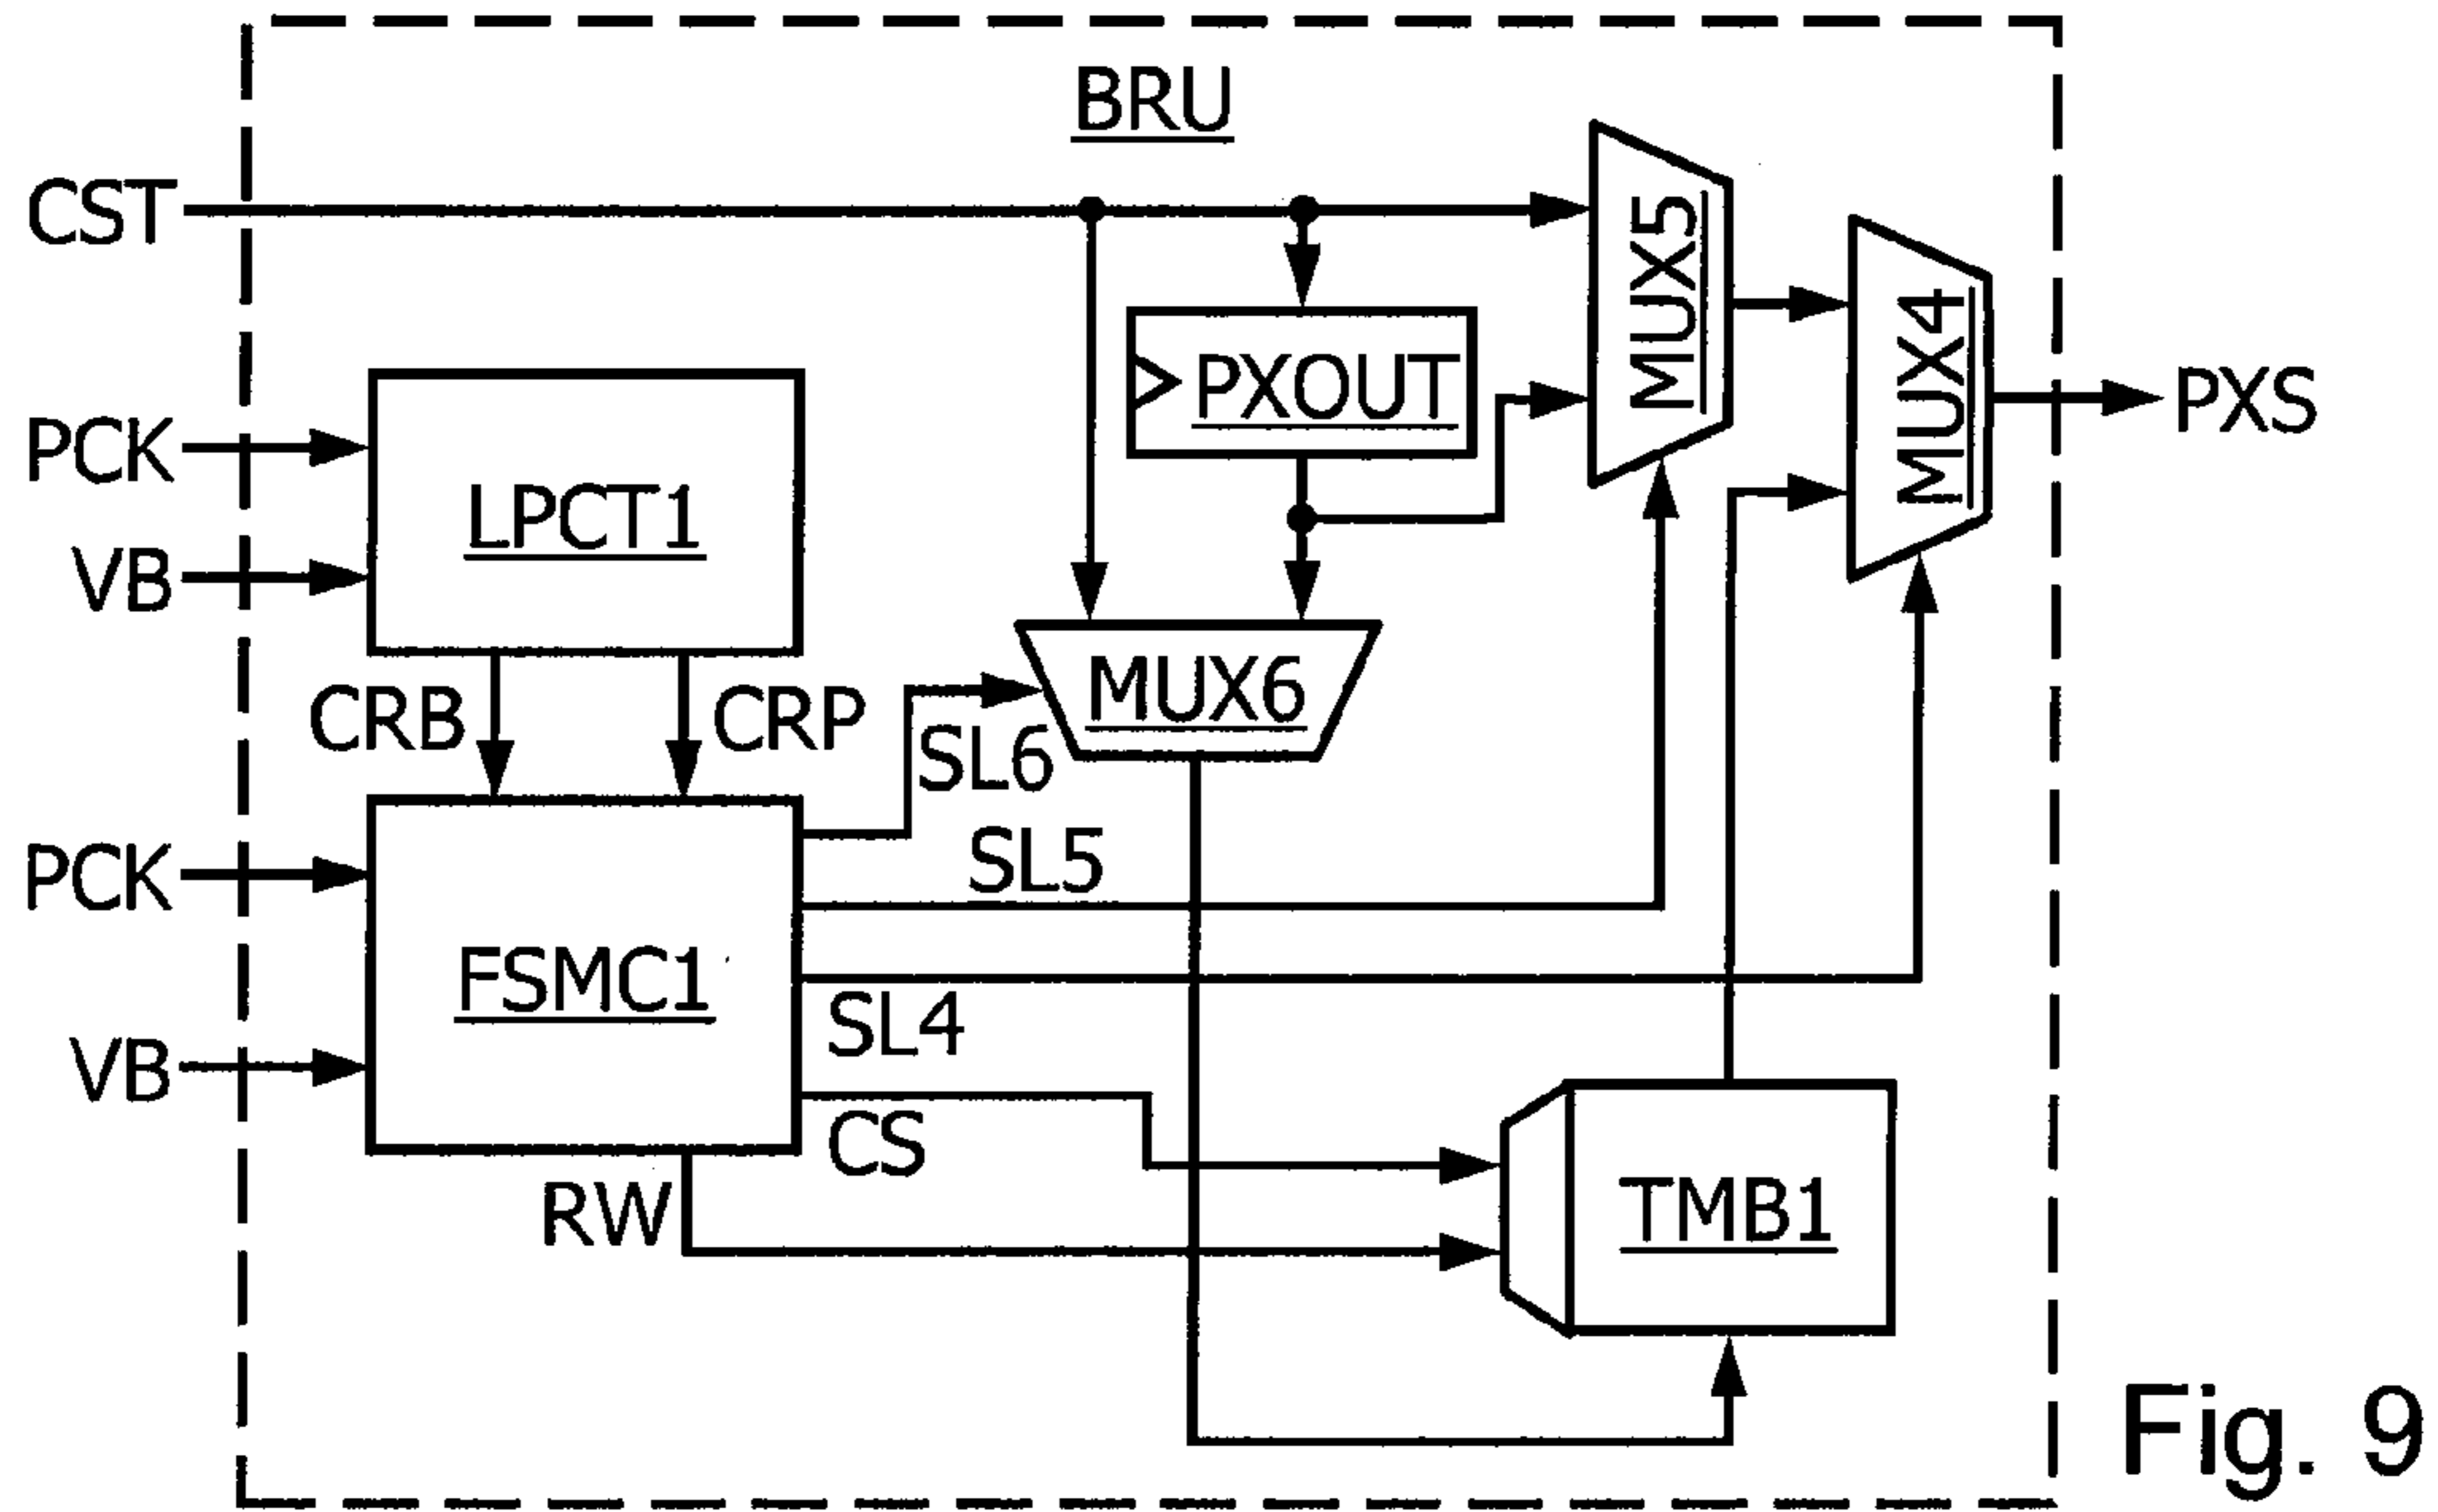 BRU
CST
MUX5
MUX4
PXOUT
PXS
PCK
LPCT1
VB
CRB
CRP
MUX6
SL6
SL5
PCK
FSMC1
SL4
VB
CS
RW
TMB1
Fig. 9